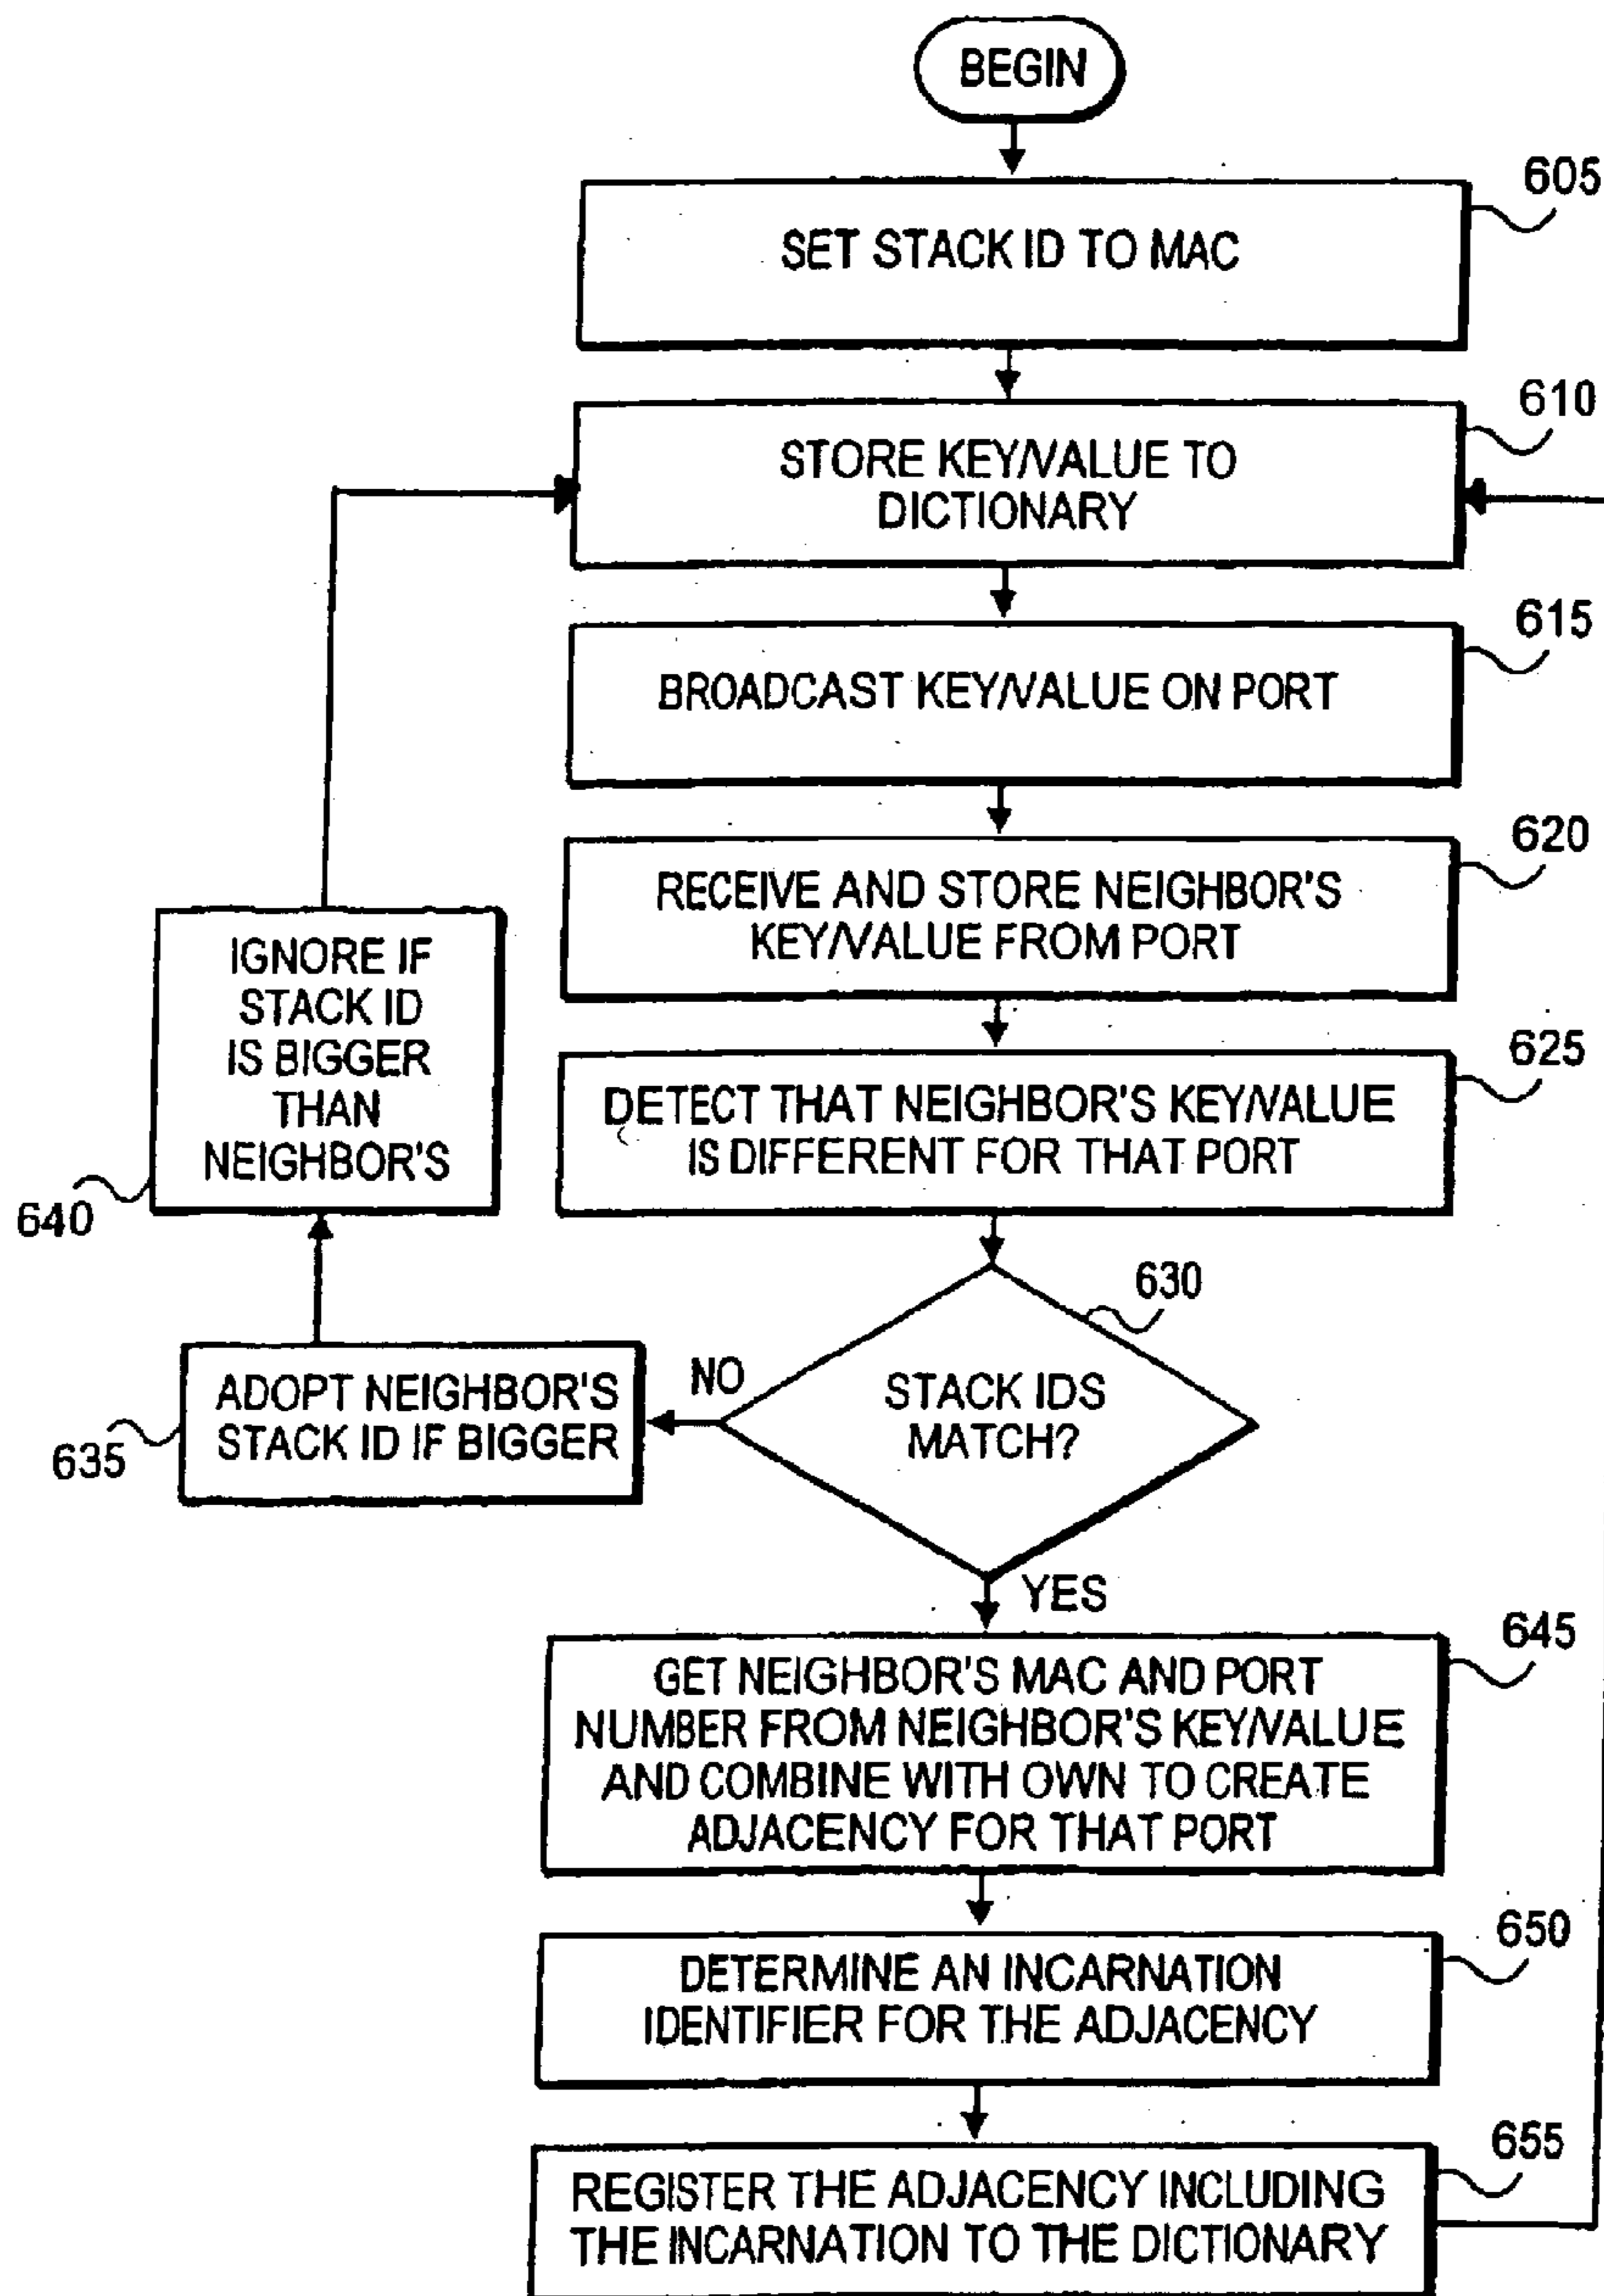 BEGIN
605
SET STACK ID TO MAC
610
STORE KEY/VALUE TO
DICTIONARY
615
BROADCAST KEY/VALUE ON PORT
620
RECEIVE AND STORE NEIGHBOR'S
KEY/VALUE FROM PORT
625
DETECT THAT NEIGHBOR'S KEY/VALUE
IS DIFFERENT FOR THAT PORT
630
STACK IDS
MATCH?
NO
635
ADOPT NEIGHBOR'S
STACK ID IF BIGGER
640
IGNORE IF
STACK ID
IS BIGGER
THAN
NEIGHBOR'S
YES
645
GET NEIGHBOR'S MAC AND PORT
NUMBER FROM NEIGHBOR'S KEY/VALUE
AND COMBINE WITH OWN TO CREATE
ADJACENCY FOR THAT PORT
650
DETERMINE AN INCARNATION
IDENTIFIER FOR THE ADJACENCY
655
REGISTER THE ADJACENCY INCLUDING
THE INCARNATION TO THE DICTIONARY